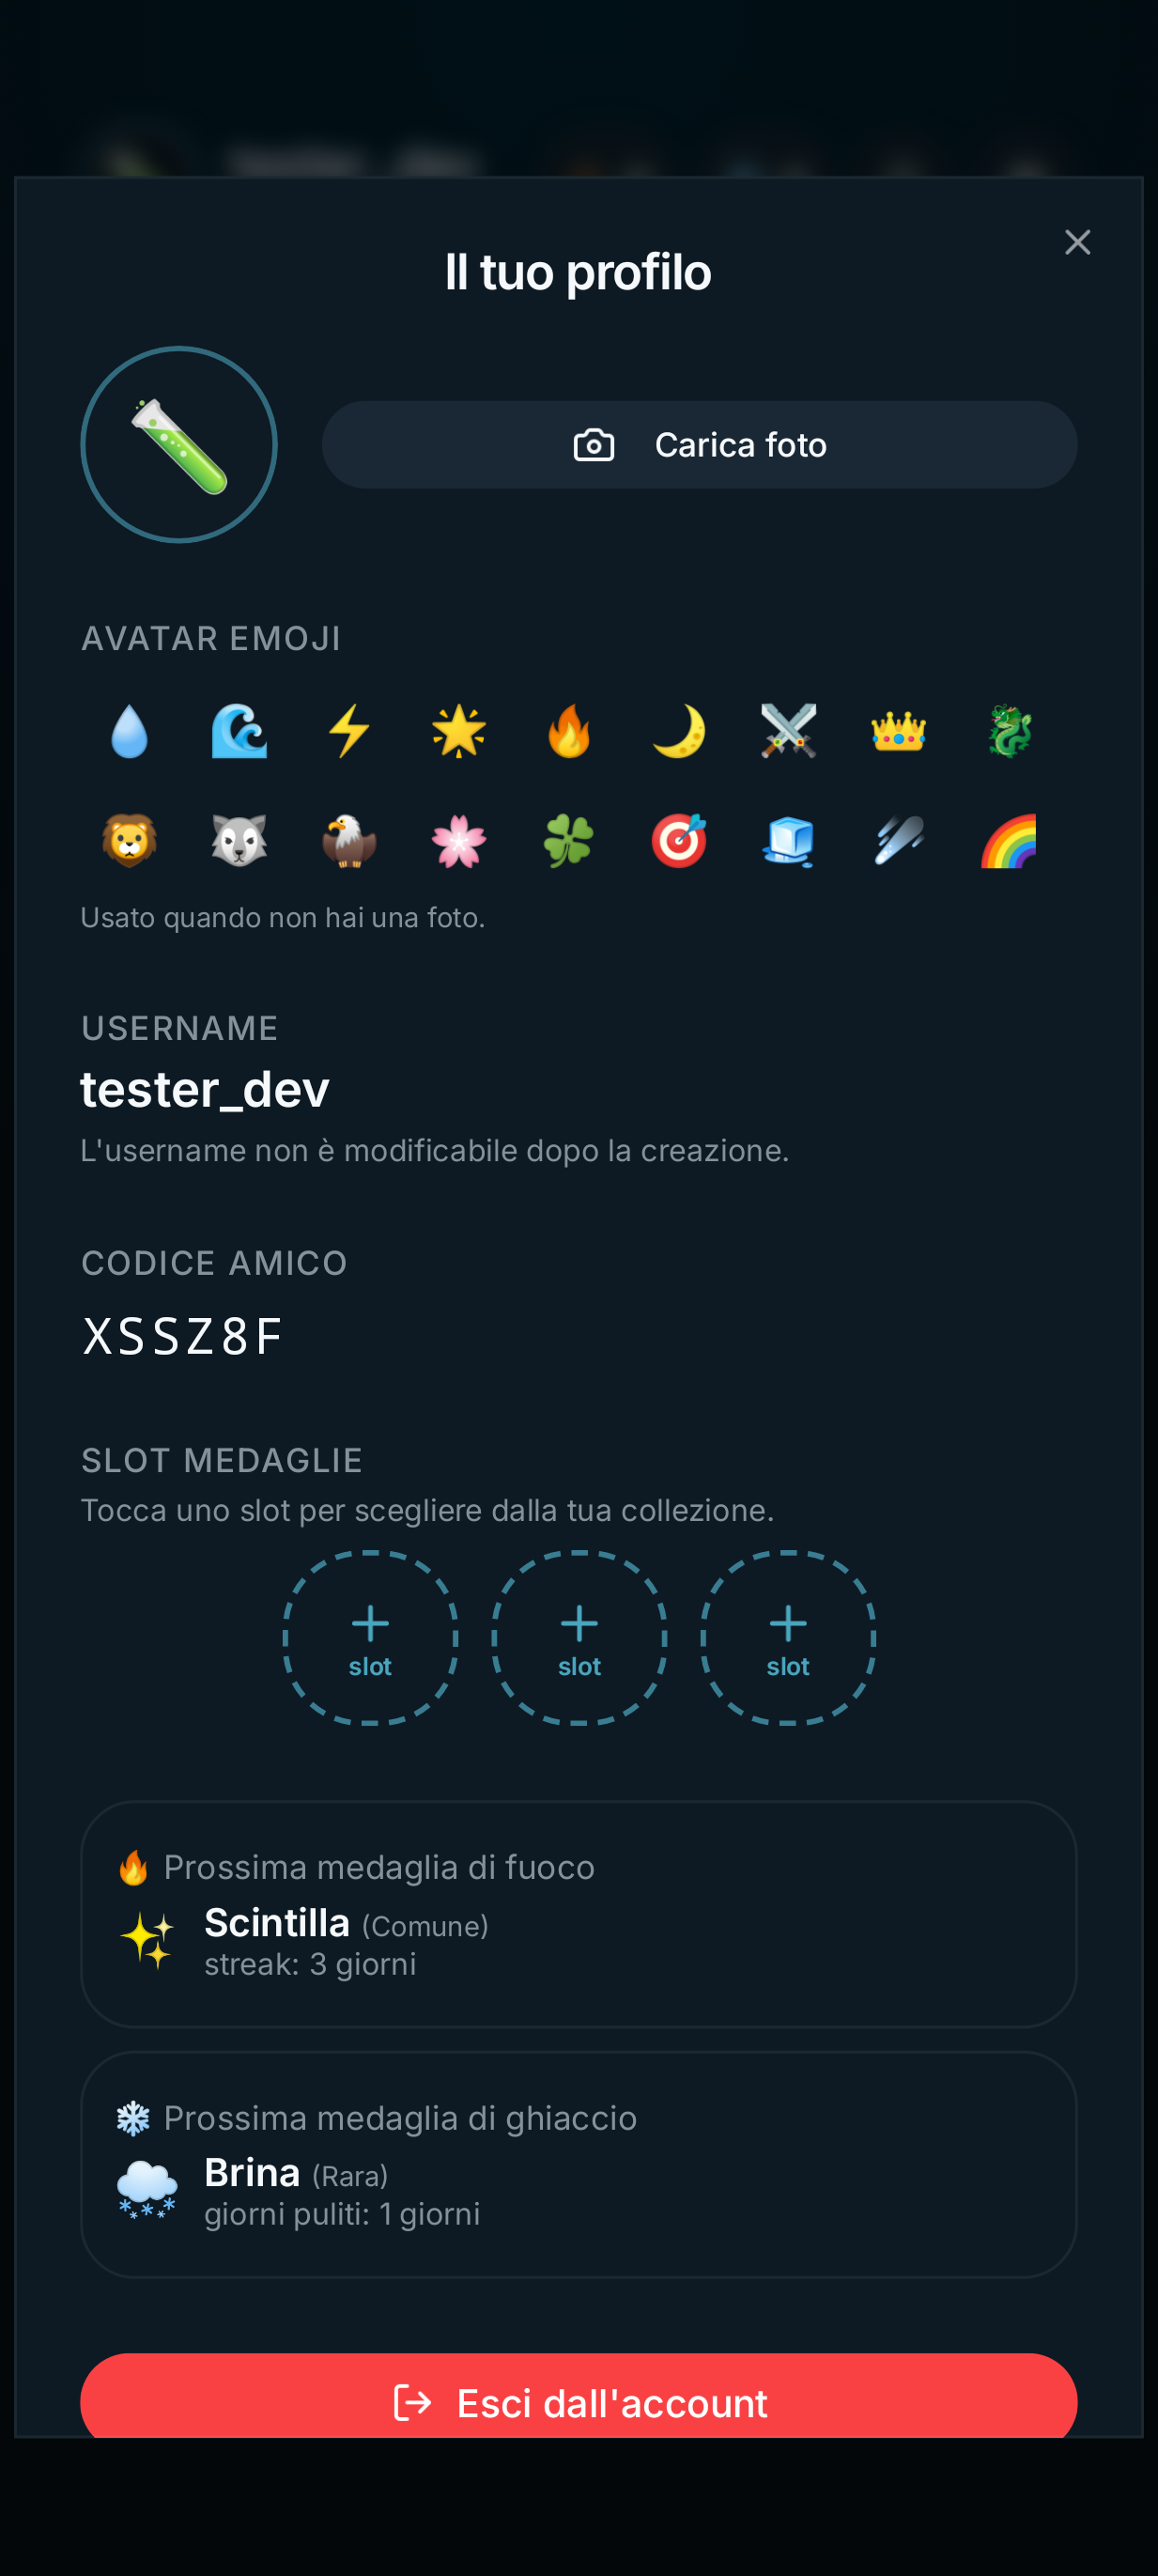 Il tuo profilo
Carica foto
AVATAR EMOJI
Usato quando non hai una foto.
USERNAME
tester_dev
L'username non è modificabile dopo la creazione.
CODICE AMICO
XSSZ8F
SLOT MEDAGLIE
Tocca uno slot per scegliere dalla tua collezione.
slot slot slot
Prossima medaglia di fuoco
Scintilla (Comune)
streak: 3 giorni
Prossima medaglia di ghiaccio
Brina (Rara)
giorni puliti: 1 giorni
Esci dall'account